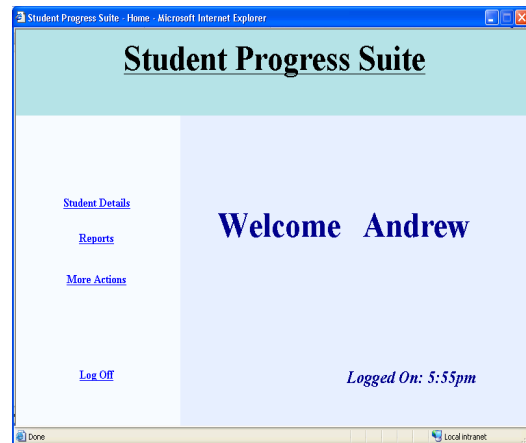 Student Progress Suite - Home - Microsoft Internet Explorer
Student Progress Suite
Student Details
Reports
More Actions
Log Off
Welcome Andrew
Logged On: 5:55pm
Done
Local intranet